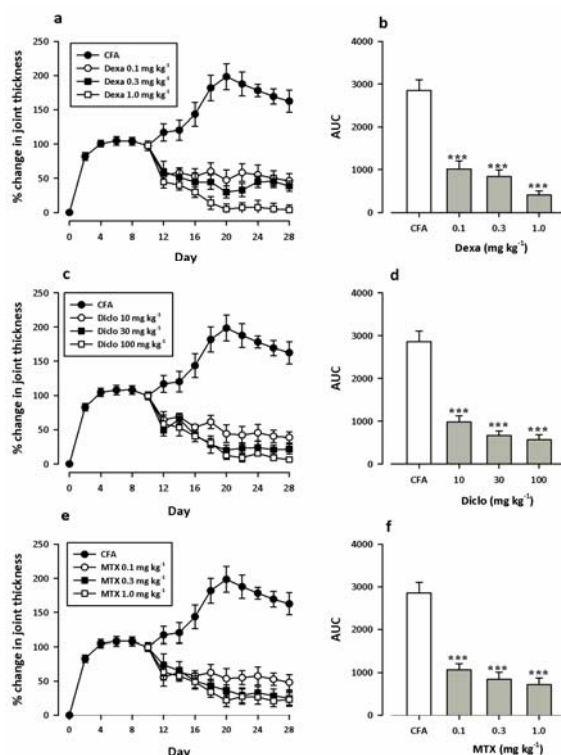 a
250
200
150
100
50
0
% change in joint thickness
CFA
Dexa 0.1 mg kg⁻¹
Dexa 0.3 mg kg⁻¹
Dexa 1.0 mg kg⁻¹
0 4 8 12 16 20 24 28
Day
b
4000
3000
2000
1000
0
AUC
***
***
***
CFA 0.1 0.3 1.0
Dexa (mg kg⁻¹)
c
250
200
150
100
50
0
% change in joint thickness
CFA
Diclo 10 mg kg⁻¹
Diclo 30 mg kg⁻¹
Diclo 100 mg kg⁻¹
0 4 8 12 16 20 24 28
Day
d
4000
3000
2000
1000
0
AUC
***
***
***
CFA 10 30 100
Diclo (mg kg⁻¹)
e
250
200
150
100
50
0
% change in joint thickness
CFA
MTX 0.1 mg kg⁻¹
MTX 0.3 mg kg⁻¹
MTX 1.0 mg kg⁻¹
0 4 8 12 16 20 24 28
Day
f
4000
3000
2000
1000
0
AUC
***
***
***
CFA 0.1 0.3 1.0
MTX (mg kg⁻¹)